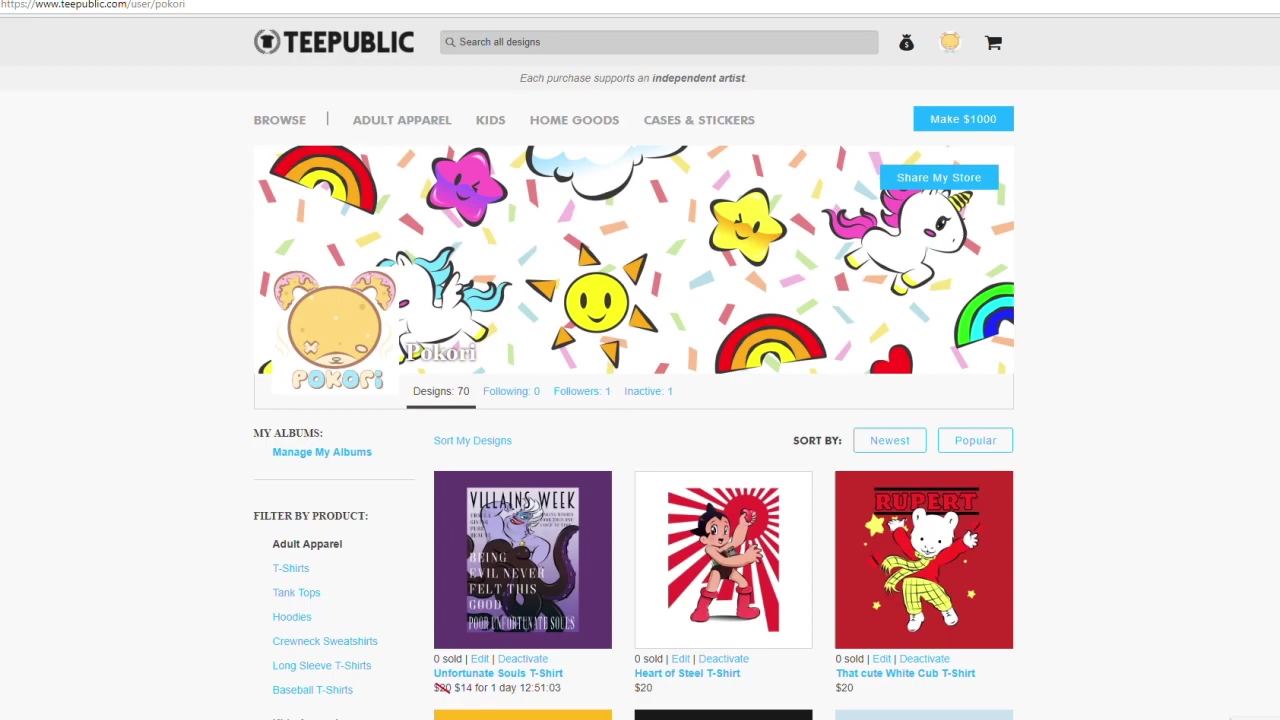 https://www.teepublic.com/user/pokori
TEEPUBLIC
Search all designs
Each purchase supports an independent artist.
BROWSE | ADULT APPAREL KIDS HOME GOODS CASES & STICKERS
Make $1000
Share My Store
Pokori
POKORi
Designs: 70 Following: 0 Followers: 1 Inactive: 1
MY ALBUMS:
Manage My Albums
Sort My Designs
SORT BY: Newest Popular
FILTER BY PRODUCT:
Adult Apparel
T-Shirts
Tank Tops
Hoodies
Crewneck Sweatshirts
Long Sleeve T-Shirts
Baseball T-Shirts
VILLAINS WEEK
BEING
EVIL NEVER
FELT THIS
GOOD
POOR UNFORTUNATE SOULS
RUPERT
0 sold | Edit | Deactivate
Unfortunate Souls T-Shirt
$20 $14 for 1 day 12:51:03
0 sold | Edit | Deactivate
Heart of Steel T-Shirt
$20
0 sold | Edit | Deactivate
That cute White Cub T-Shirt
$20